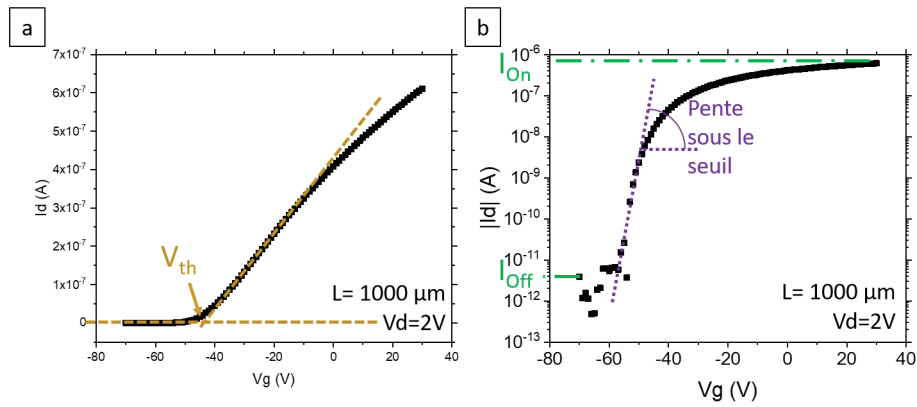 a
7x10⁻⁷
6x10⁻⁷
5x10⁻⁷
4x10⁻⁷
3x10⁻⁷
2x10⁻⁷
1x10⁻⁷
0
Id (A)
V_th
L= 1000 µm
Vd=2V
-80 -60 -40 -20 0 20 40
Vg (V)
b
10⁻⁶
10⁻⁷
10⁻⁸
10⁻⁹
10⁻¹⁰
10⁻¹¹
10⁻¹²
10⁻¹³
|Id| (A)
I_On
Pente
sous le
seuil
I_Off
L= 1000 µm
Vd=2V
-80 -60 -40 -20 0 20 40
Vg (V)